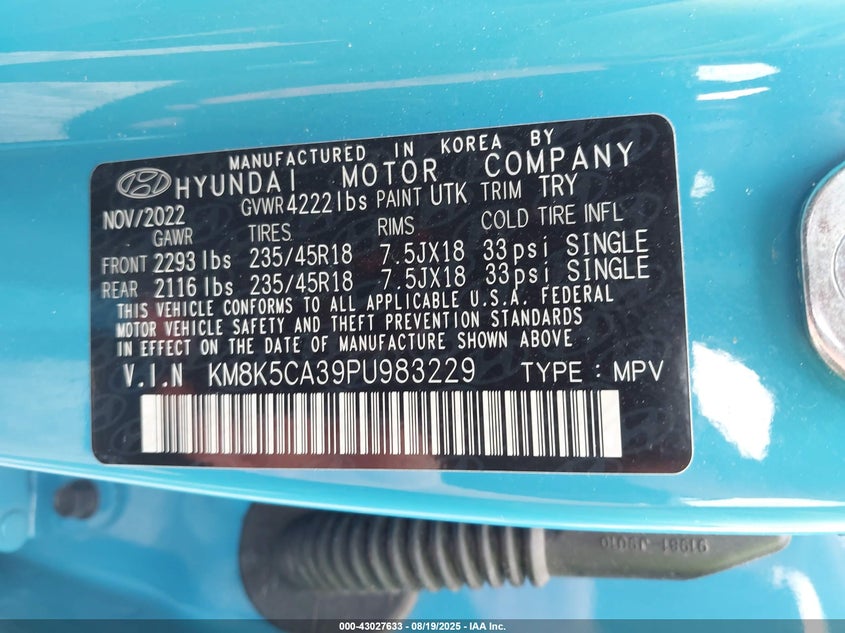 MANUFACTURED IN KOREA BY
HYUNDAI MOTOR COMPANY
NOV/2022 GVWR 4222 lbs PAINT UTK TRIM TRY
GAWR TIRES RIMS COLD TIRE INFL
FRONT 2293 lbs 235/45R18 7.5JX18 33psi SINGLE
REAR 2116 lbs 235/45R18 7.5JX18 33psi SINGLE
THIS VEHICLE CONFORMS TO ALL APPLICABLE U.S.A. FEDERAL
MOTOR VEHICLE SAFETY AND THEFT PREVENTION STANDARDS
IN EFFECT ON THE DATE OF MANUFACTURE SHOWN ABOVE
V.I.N KM8K5CA39PU983229 TYPE : MPV
91981-J9010
000-43027633 - 08/19/2025 - IAA Inc.